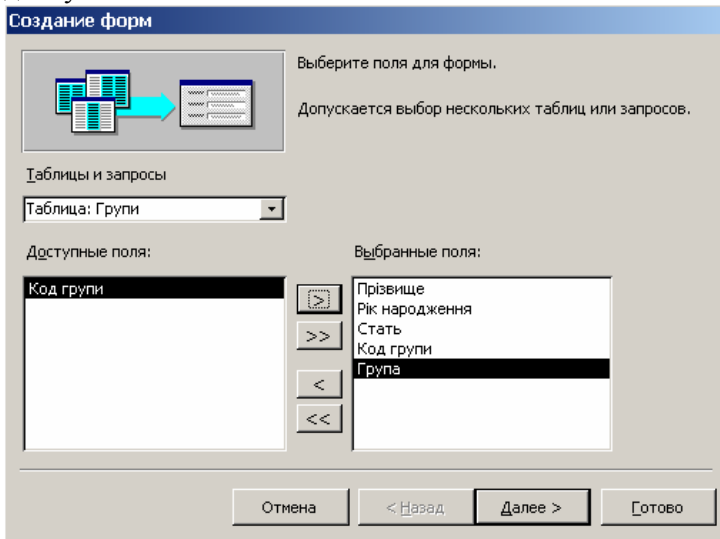 Создание форм
Выберите поля для формы.
Допускается выбор нескольких таблиц или запросов.
Таблицы и запросы
Таблица: Групи
Доступные поля:
Выбранные поля:
Код групи
>
>>
<
<<
Прізвище
Рік народження
Стать
Код групи
Група
Отмена
< Назад
Далее >
Готово